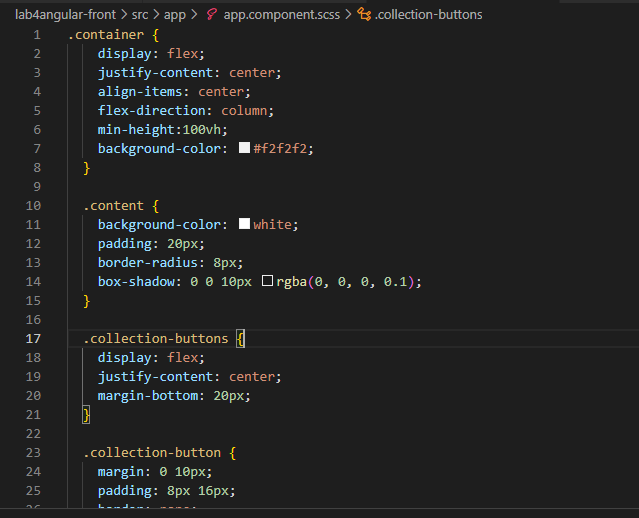 lab4angular-front > src > app > app.component.scss > .collection-buttons
1 .container {
2 display: flex;
3 justify-content: center;
4 align-items: center;
5 flex-direction: column;
6 min-height:100vh;
7 background-color: #f2f2f2;
8 }
9
10 .content {
11 background-color: white;
12 padding: 20px;
13 border-radius: 8px;
14 box-shadow: 0 0 10px rgba(0, 0, 0, 0.1);
15 }
16
17 .collection-buttons {
18 display: flex;
19 justify-content: center;
20 margin-bottom: 20px;
21 }
22
23 .collection-button {
24 margin: 0 10px;
25 padding: 8px 16px;
26 border: none;